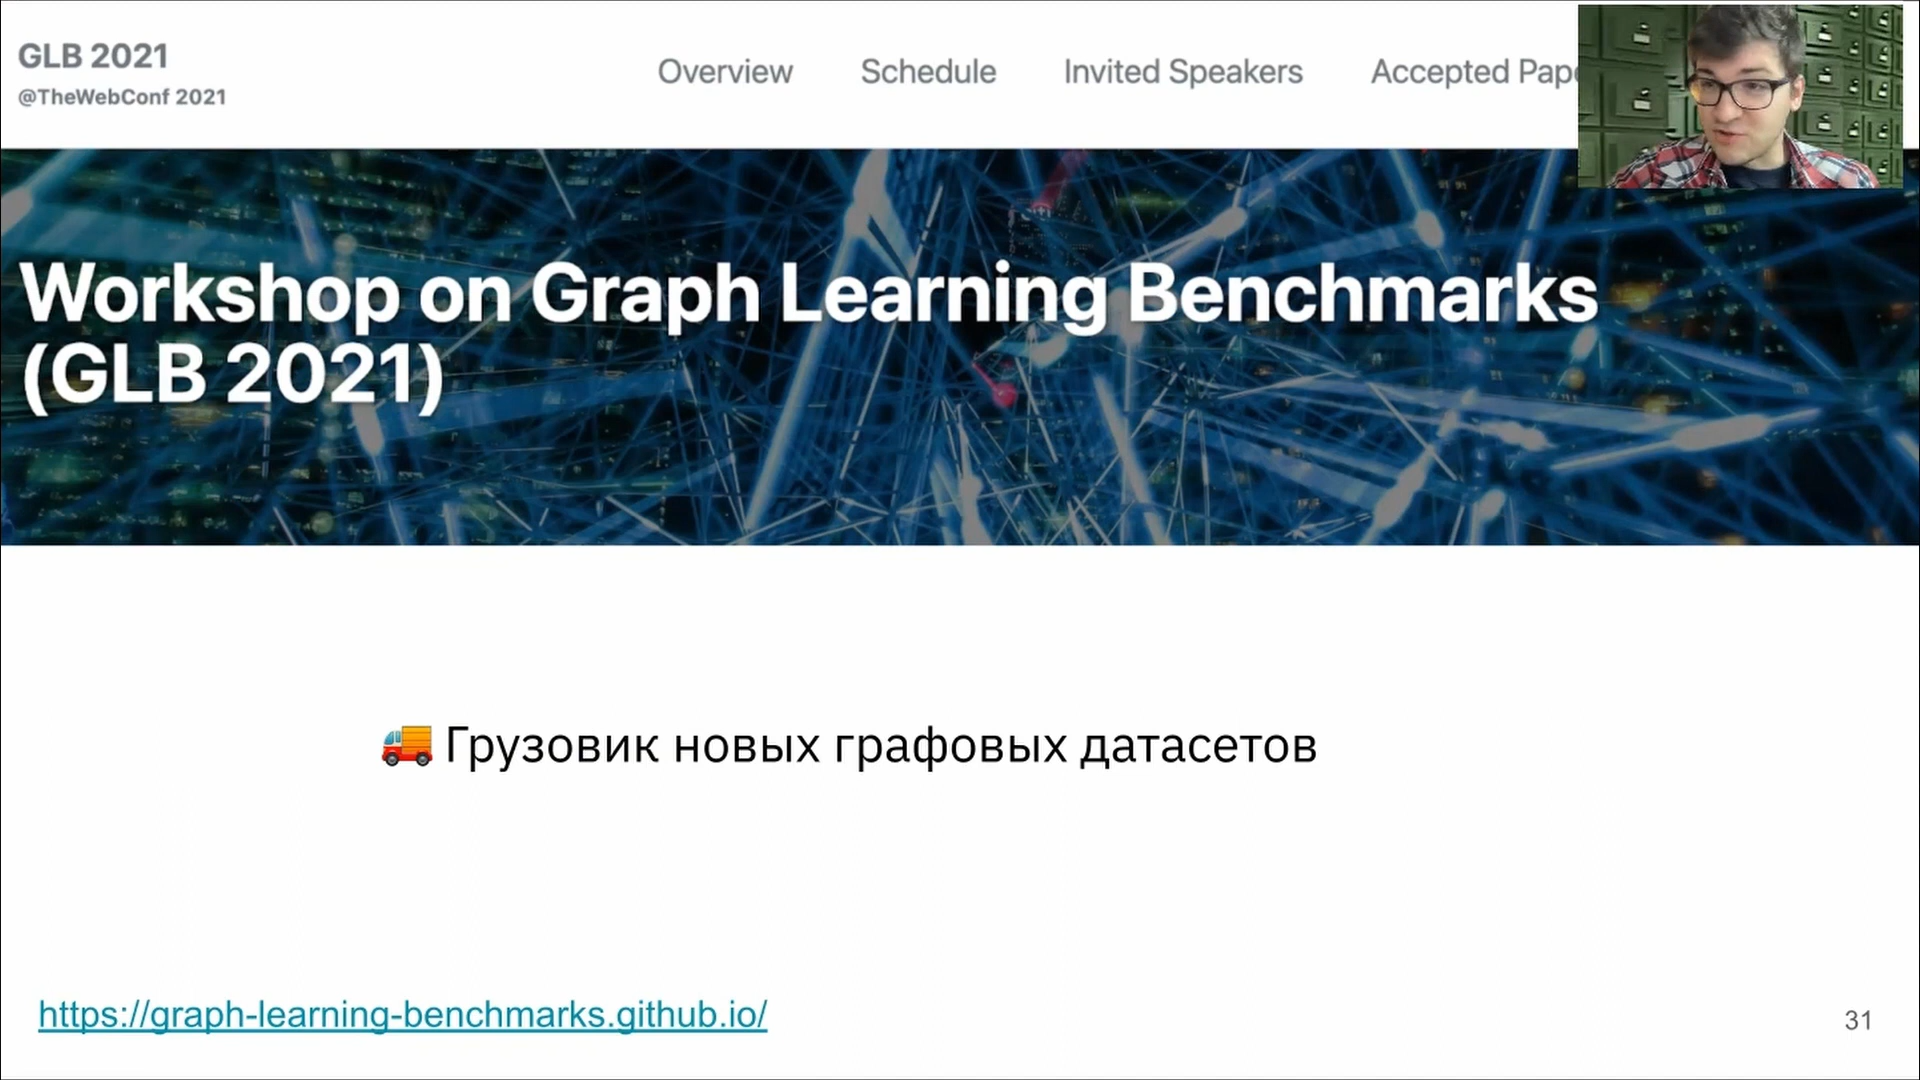 GLB 2021
@TheWebConf 2021
Overview Schedule Invited Speakers Accepted
Workshop on Graph Learning Benchmarks
(GLB 2021)
🚚 Грузовик новых графовых датасетов
https://graph-learning-benchmarks.github.io/
31